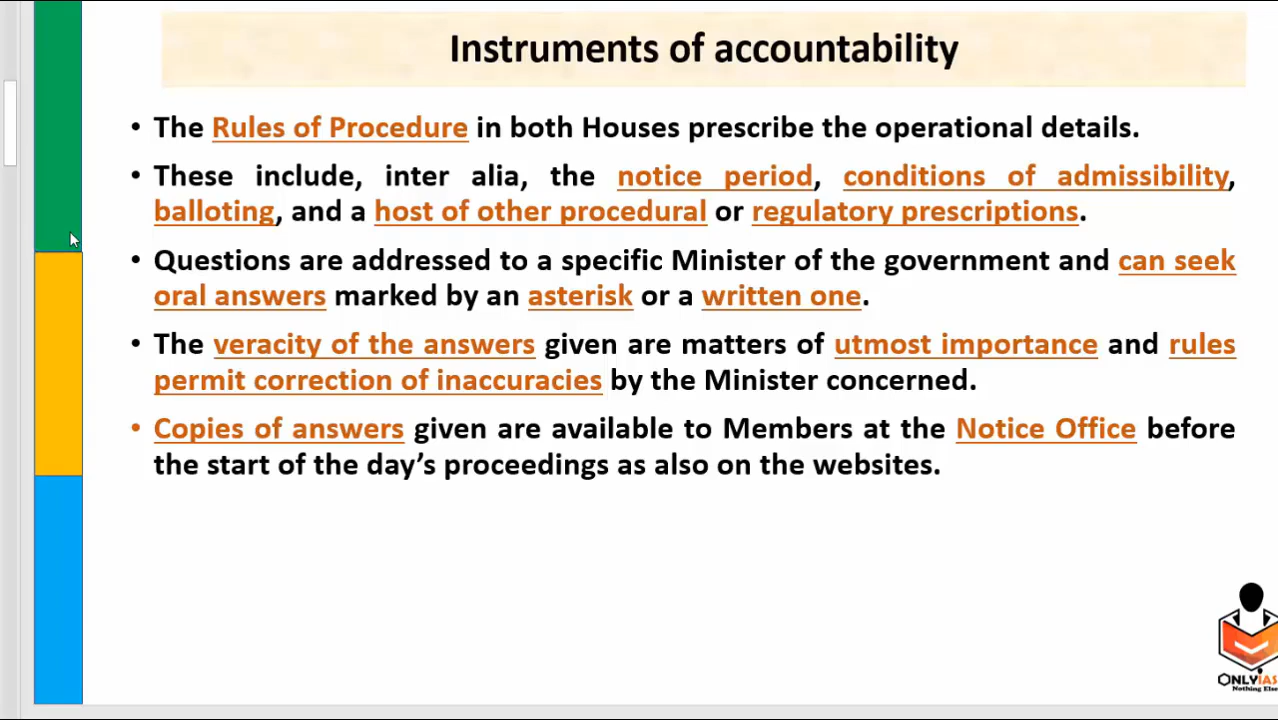 Instruments of accountability
• The Rules of Procedure in both Houses prescribe the operational details.
• These include, inter alia, the notice period, conditions of admissibility,
balloting, and a host of other procedural or regulatory prescriptions.
• Questions are addressed to a specific Minister of the government and can seek
oral answers marked by an asterisk or a written one.
• The veracity of the answers given are matters of utmost importance and rules
permit correction of inaccuracies by the Minister concerned.
• Copies of answers given are available to Members at the Notice Office before
the start of the day’s proceedings as also on the websites.
ONLYIAS
Nothing Else